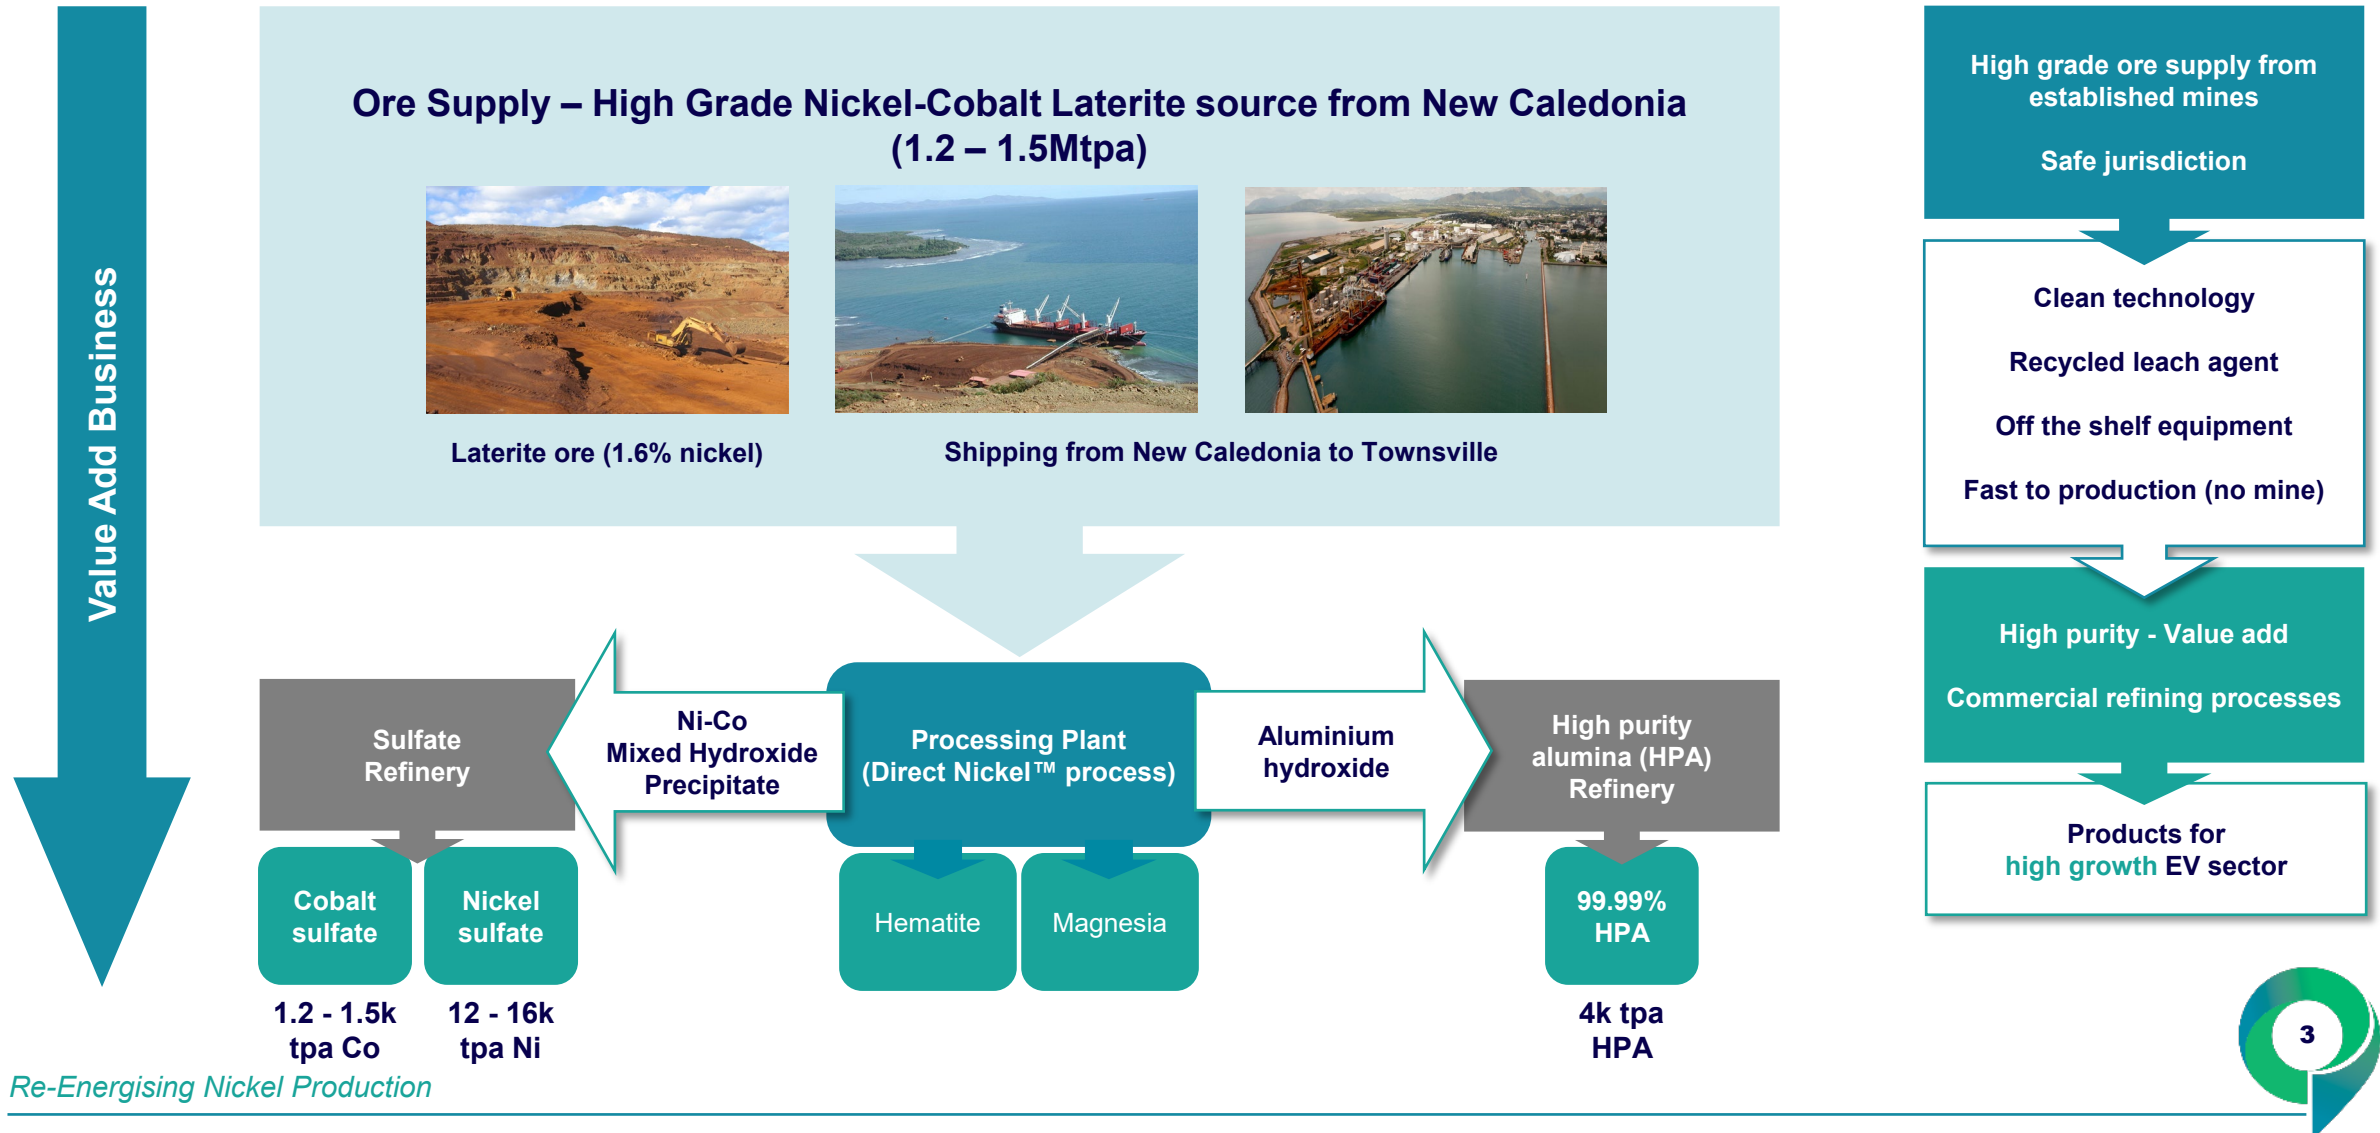 Value Add Business
Ore Supply – High Grade Nickel-Cobalt Laterite source from New Caledonia
(1.2 – 1.5Mtpa)
Laterite ore (1.6% nickel)
Shipping from New Caledonia to Townsville
Sulfate
Refinery
Ni-Co
Mixed Hydroxide
Precipitate
Processing Plant
(Direct Nickel™ process)
Aluminium
hydroxide
High purity
alumina (HPA)
Refinery
Cobalt
sulfate
Nickel
sulfate
Hematite
Magnesia
99.99%
HPA
1.2 - 1.5k
tpa Co
12 - 16k
tpa Ni
4k tpa
HPA
High grade ore supply from
established mines
Safe jurisdiction
Clean technology
Recycled leach agent
Off the shelf equipment
Fast to production (no mine)
High purity - Value add
Commercial refining processes
Products for
high growth EV sector
Re-Energising Nickel Production
3